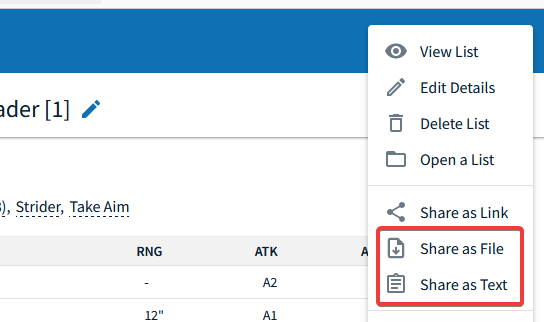 View List
Edit Details
ader [1]
Delete List
Open a List
), Strider, Take Aim
Share as Link
RNG ATK
Share as File
- A2
Share as Text
12" A1